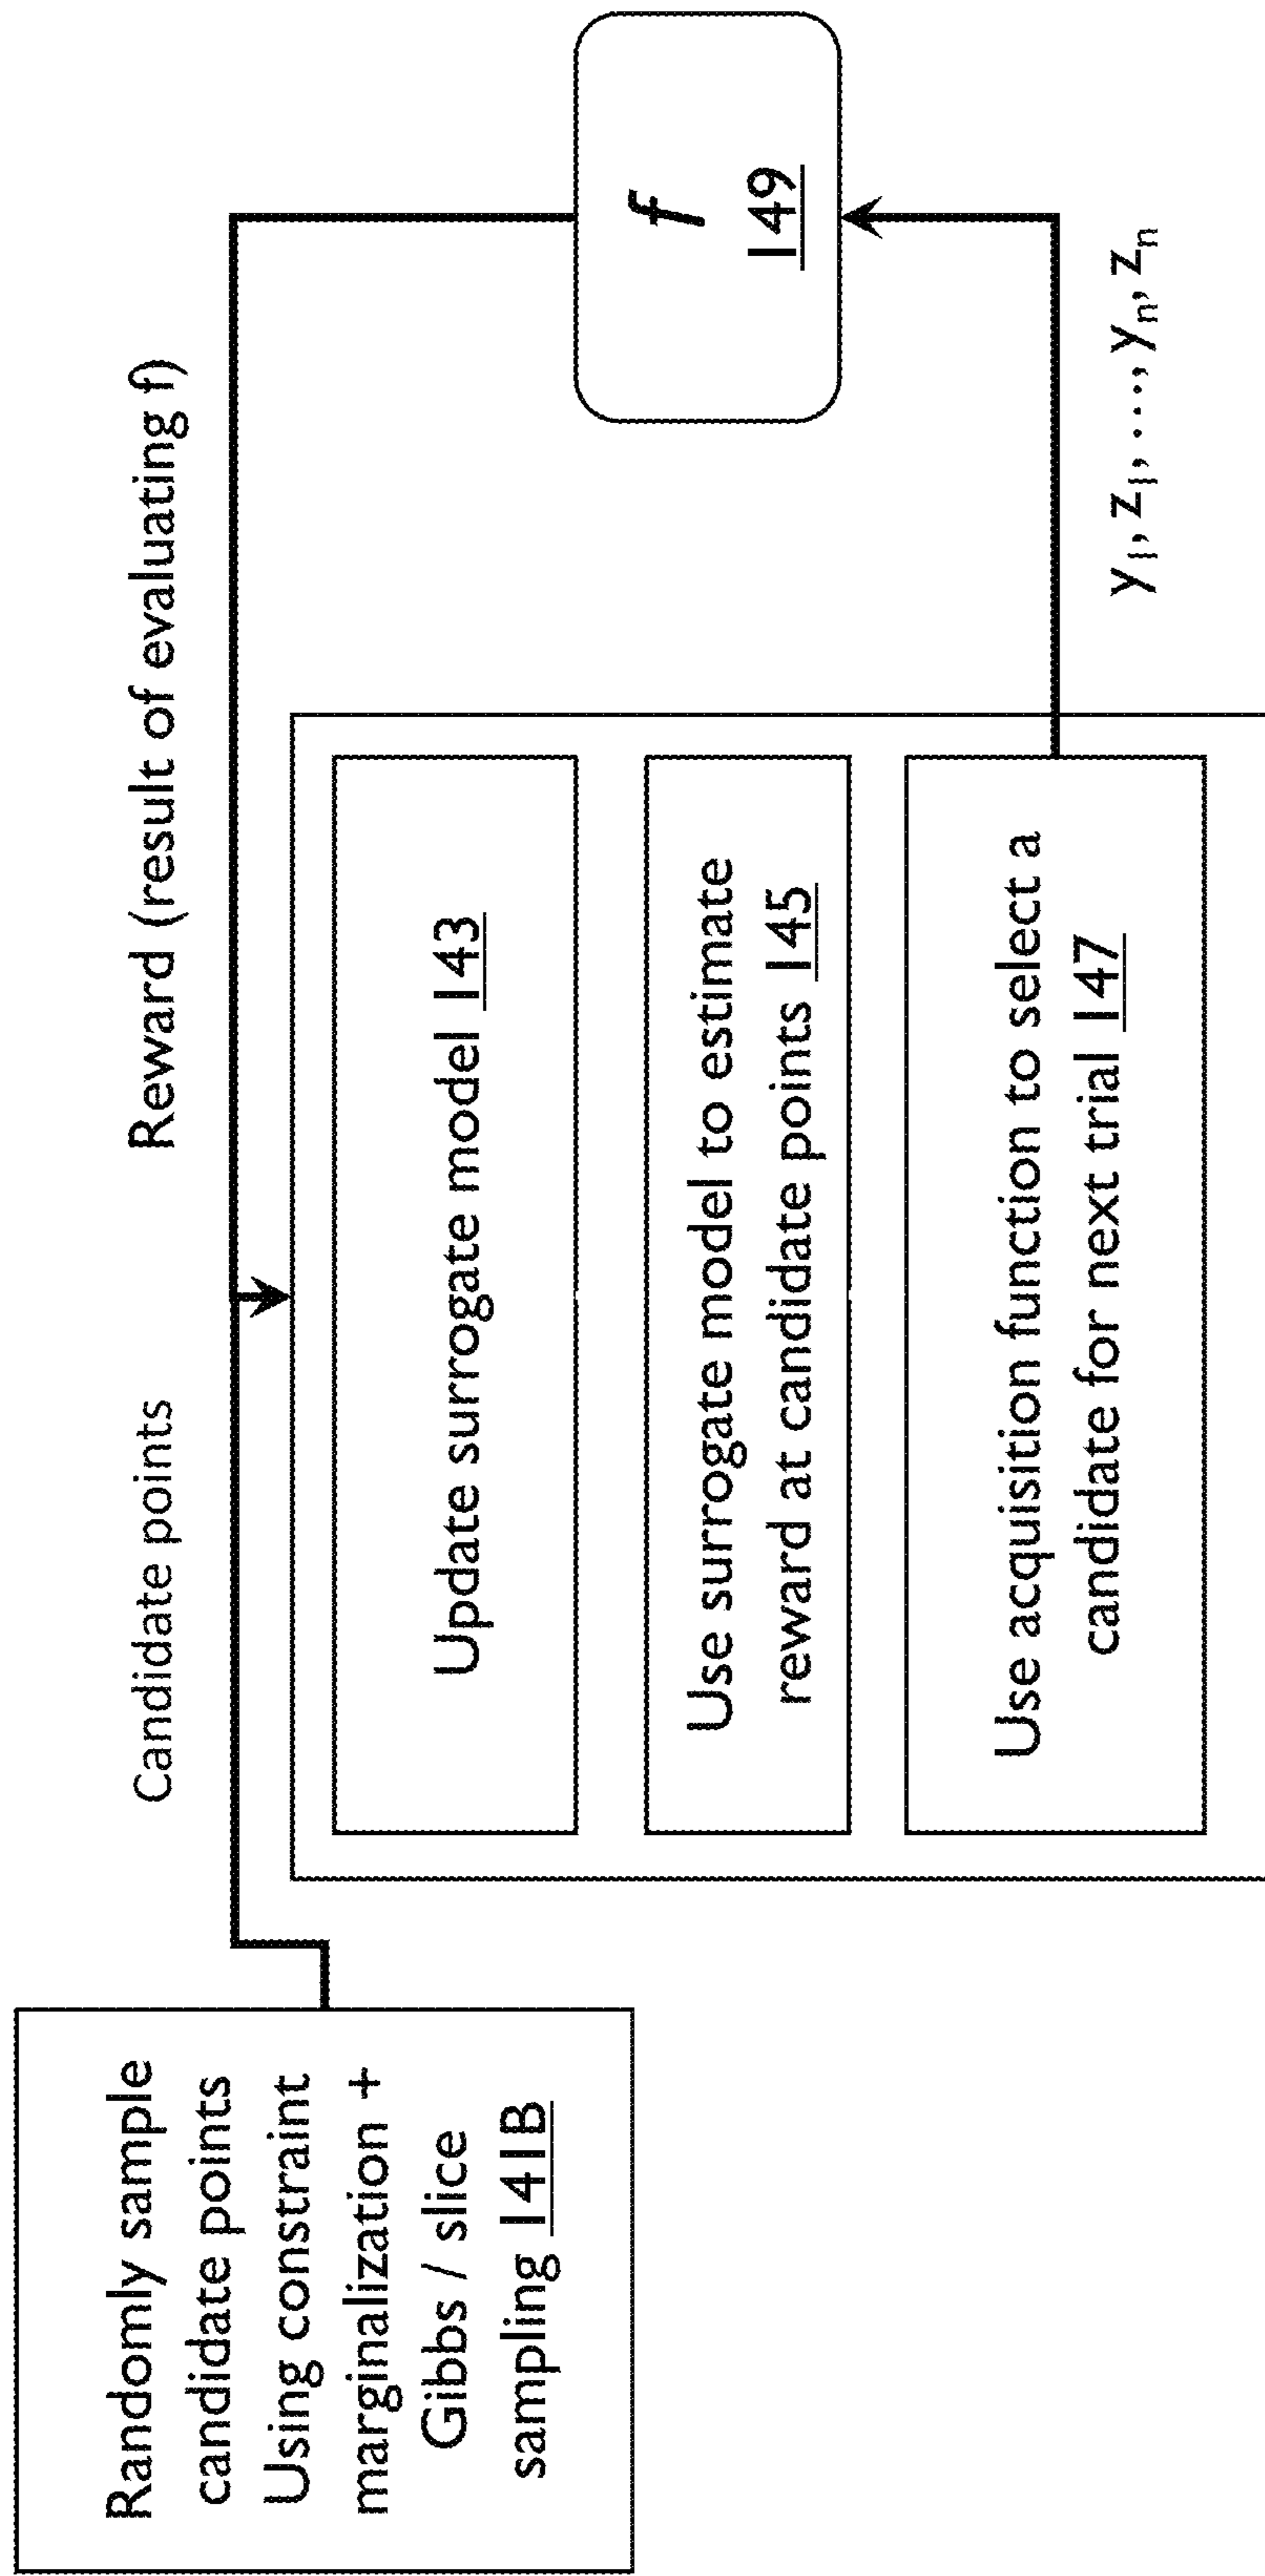 Randomly sample
candidate points
Using constraint
marginalization +
Gibbs / slice
sampling 141B
Candidate points
Reward (result of evaluating f)
Update surrogate model 143
Use surrogate model to estimate
reward at candidate points 145
Use acquisition function to select a
candidate for next trial 147
f
149
y₁, z₁, ..., yₙ, zₙ